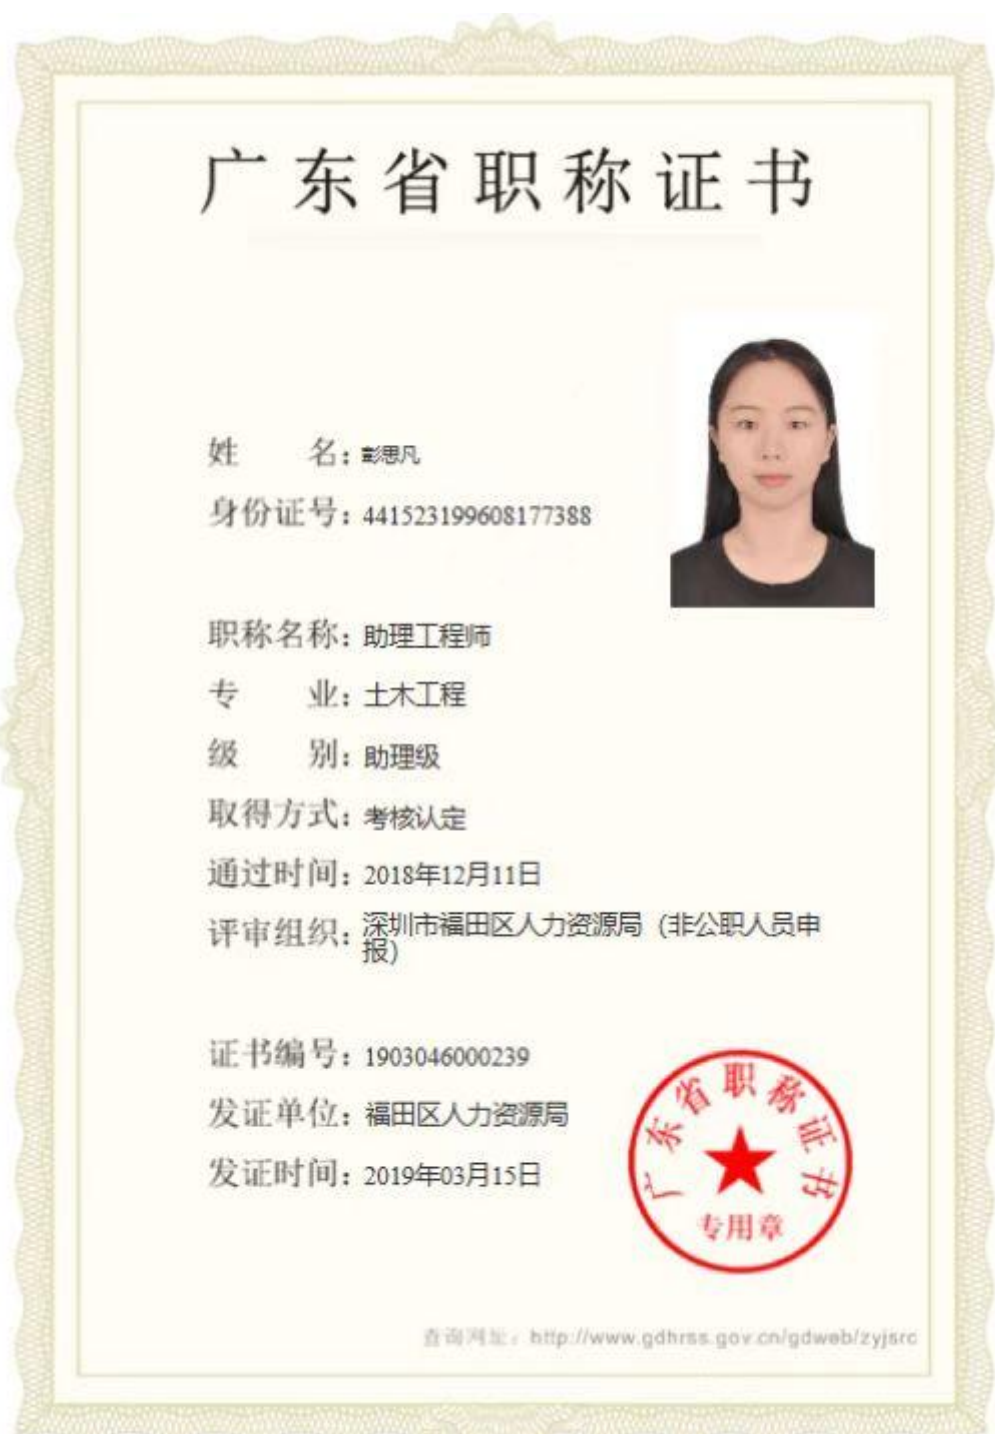 广东省职称证书
姓 名：彭思凡
身份证号：441523199608177388
职称名称：助理工程师
专 业：土木工程
级 别：助理级
取得方式：考核认定
通过时间：2018年12月11日
评审组织：深圳市福田区人力资源局（非公职人员申
报）
证书编号：1903046000239
发证单位：福田区人力资源局
发证时间：2019年03月15日
广东省职称证书
专用章
查询网址：http://www.gdhrss.gov.cn/gdweb/zyjsrc